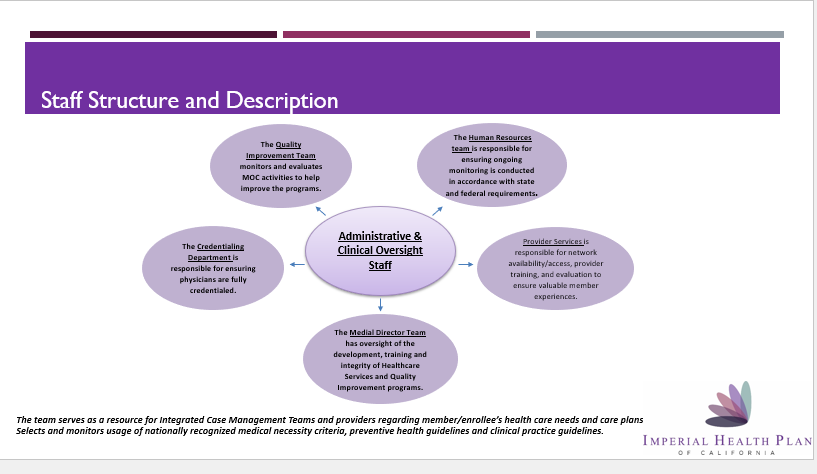 Staff Structure and Description
The Quality
Improvement Team
monitors and evaluates
MOC activities to help
improve the programs.
The Human Resources
team is responsible for
ensuring ongoing
monitoring is conducted
in accordance with state
and federal requirements.
Administrative &
Clinical Oversight
Staff
The Credentialing
Department is
responsible for ensuring
physicians are fully
credentialed.
Provider Services is
responsible for network
availability/access, provider
training, and evaluation to
ensure valuable member
experiences.
The Medial Director Team
has oversight of the
development, training and
integrity of Healthcare
Services and Quality
Improvement programs.
The team serves as a resource for Integrated Case Management Teams and providers regarding member/enrollee's health care needs and care plans
Selects and monitors usage of nationally recognized medical necessity criteria, preventive health guidelines and clinical practice guidelines.
IMPERIAL HEALTH PLAN
OF CALIFORNIA